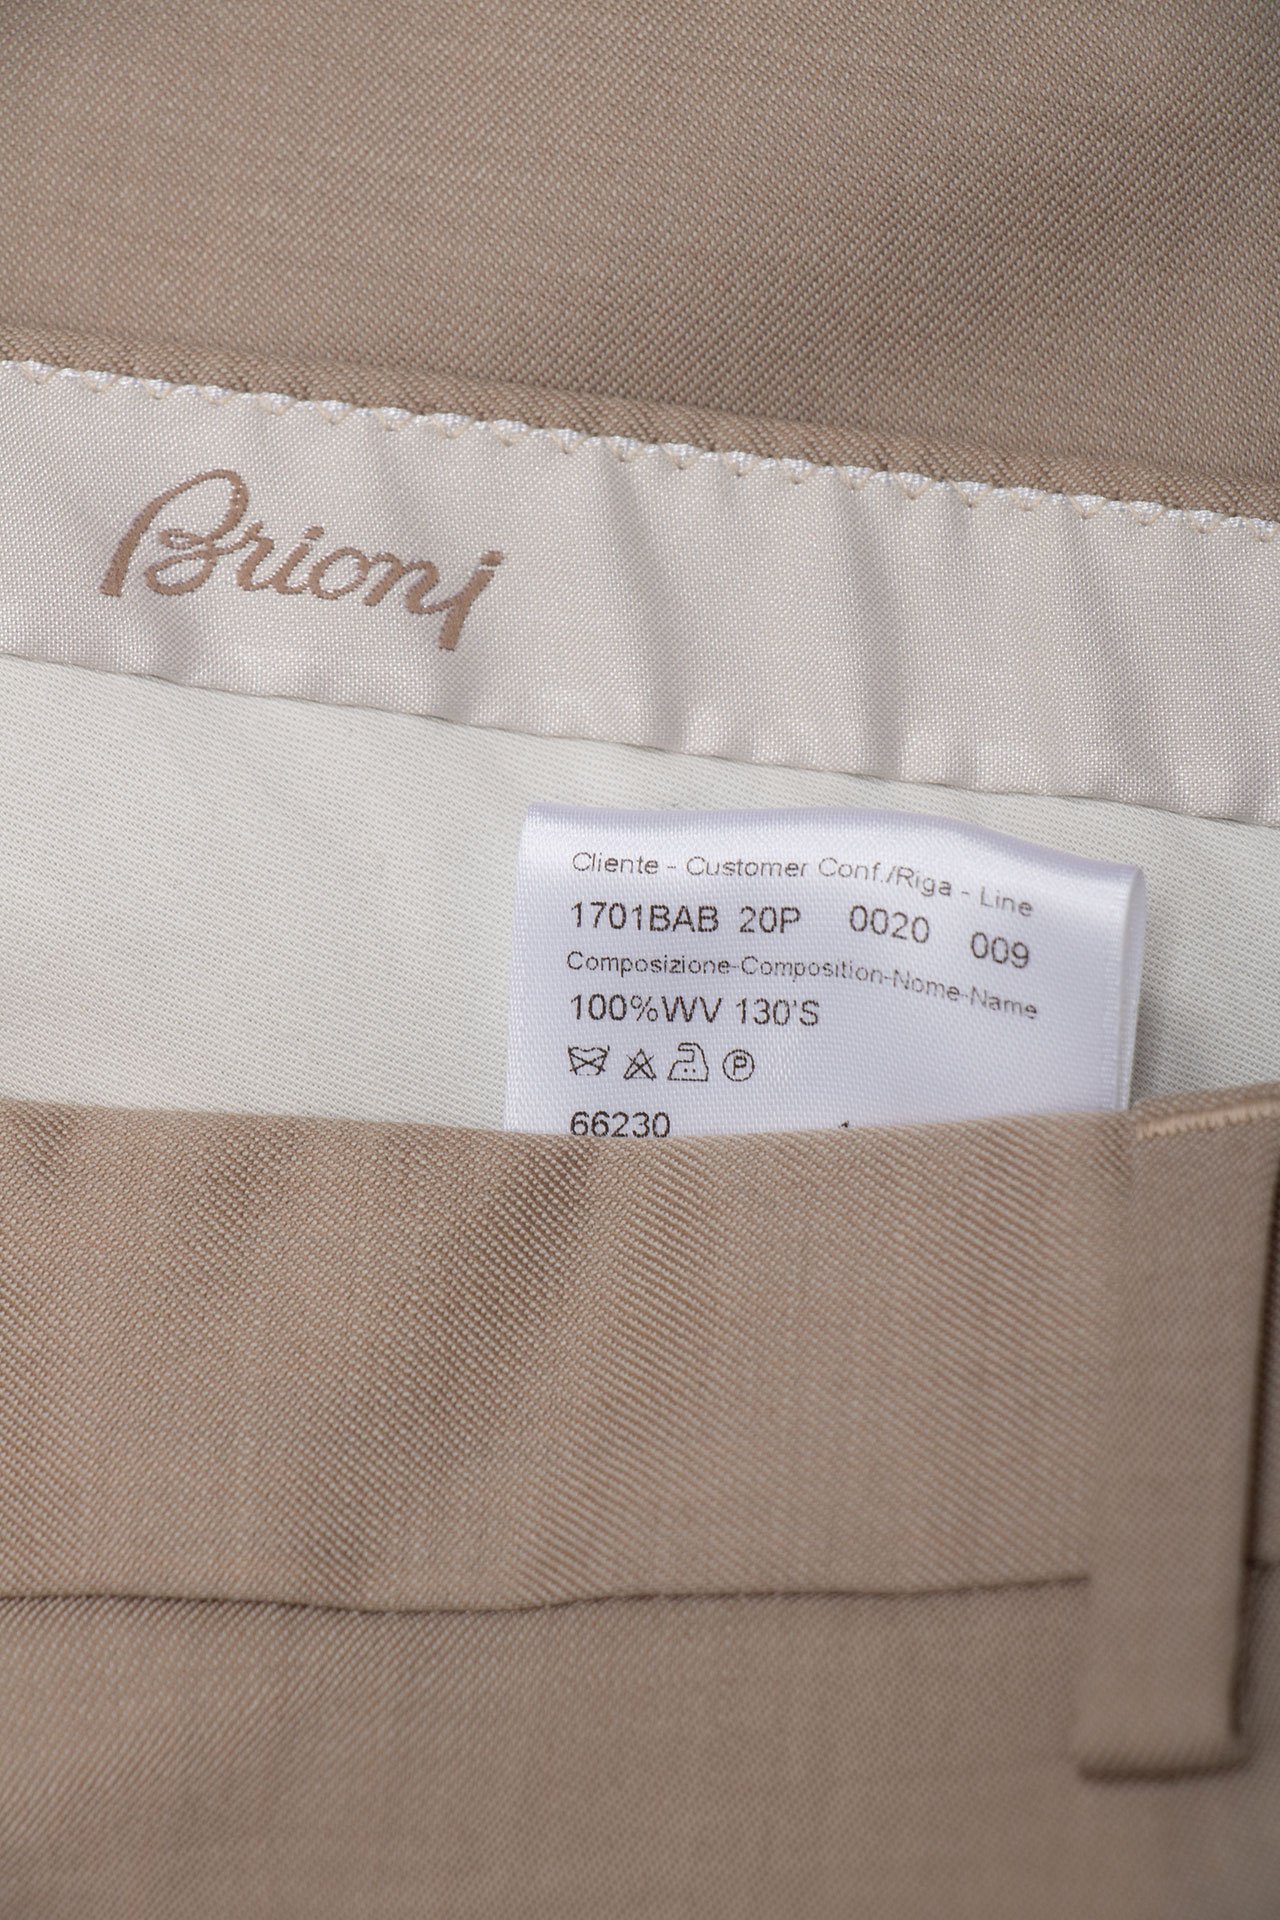 Brioni
Cliente - Customer Conf./Riga - Line
1701BAB 20P 0020 009
Composizione-Composition-Nome-Name
100%WV 130'S
P
66230